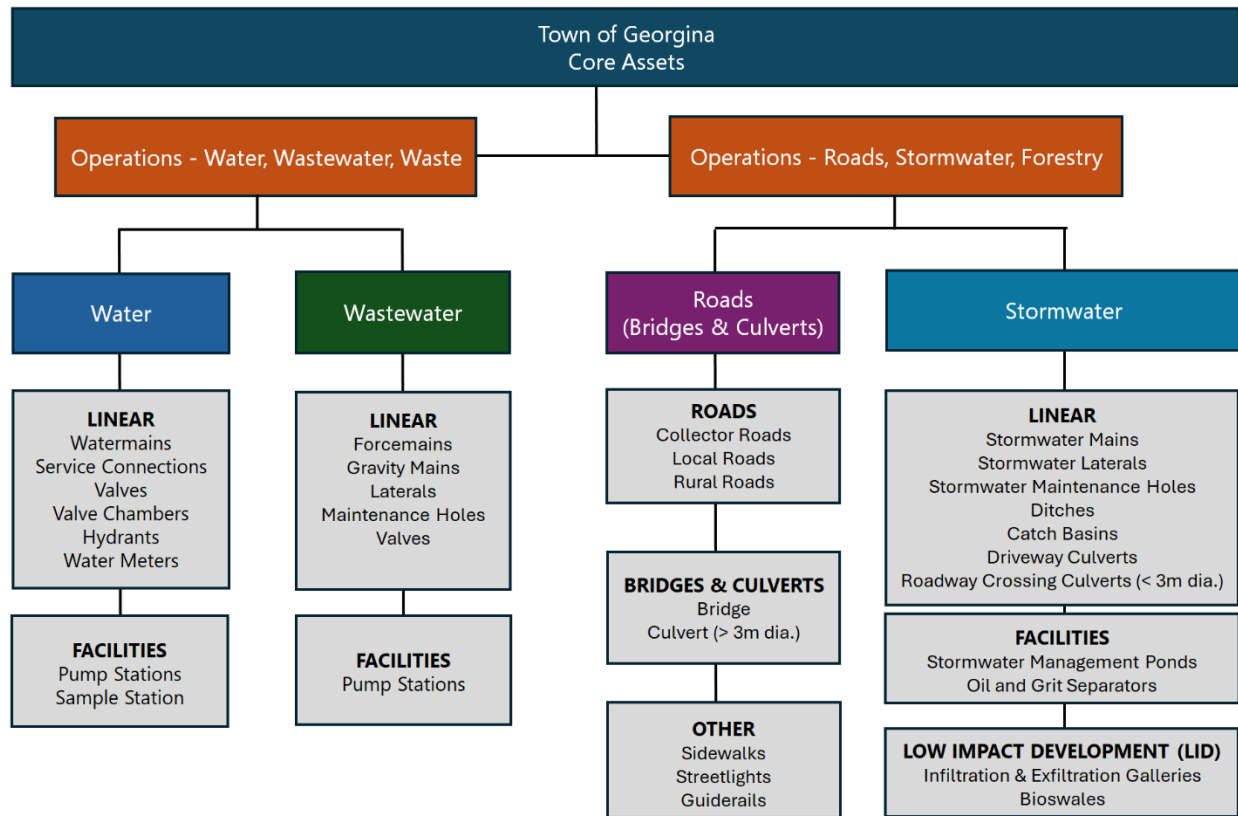 Town of Georgina
Core Assets
Operations - Water, Wastewater, Waste
Operations - Roads, Stormwater, Forestry
Water
Wastewater
Roads
(Bridges & Culverts)
Stormwater
LINEAR
Watermains
Service Connections
Valves
Valve Chambers
Hydrants
Water Meters
FACILITIES
Pump Stations
Sample Station
LINEAR
Forcemains
Gravity Mains
Laterals
Maintenance Holes
Valves
FACILITIES
Pump Stations
ROADS
Collector Roads
Local Roads
Rural Roads
BRIDGES & CULVERTS
Bridge
Culvert (> 3m dia.)
OTHER
Sidewalks
Streetlights
Guiderails
LINEAR
Stormwater Mains
Stormwater Laterals
Stormwater Maintenance Holes
Ditches
Catch Basins
Driveway Culverts
Roadway Crossing Culverts (< 3m dia.)
FACILITIES
Stormwater Management Ponds
Oil and Grit Separators
LOW IMPACT DEVELOPMENT (LID)
Infiltration & Exfiltration Galleries
Bioswales